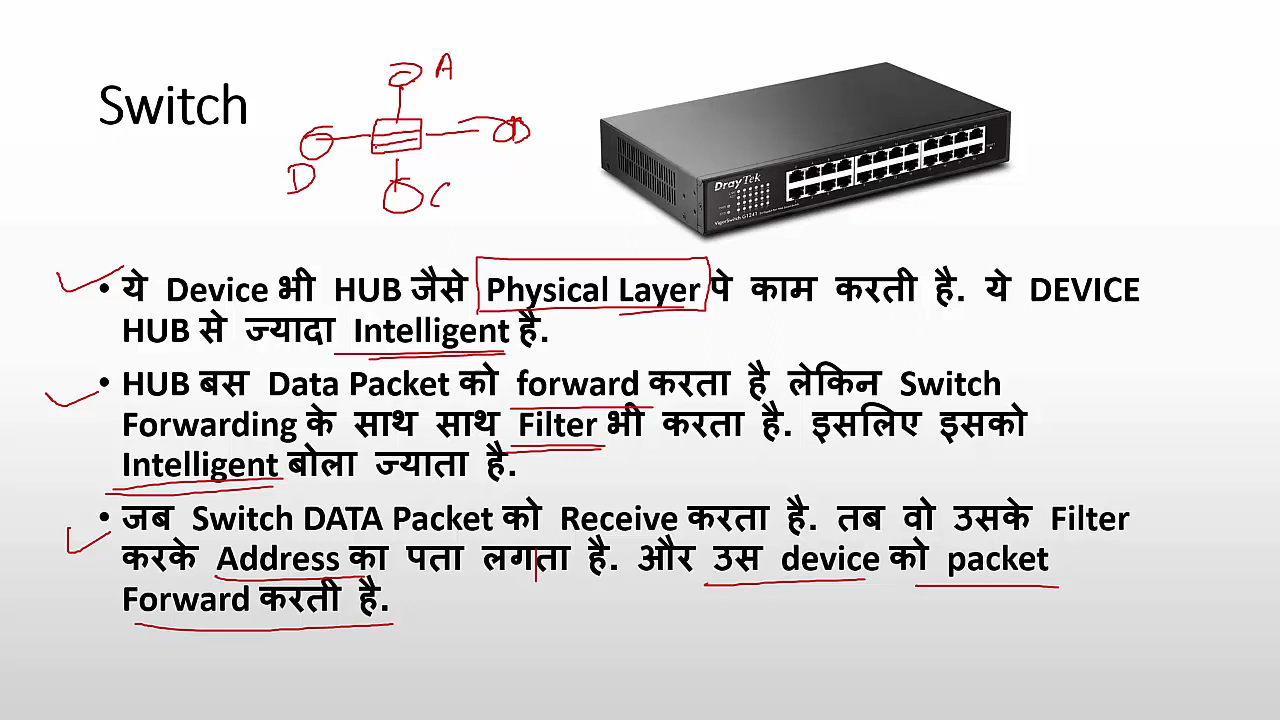 A
Switch
D
C
DrayTek
VigorSwitch G1241
• ये Device भी HUB जैसे Physical Layer पे काम करती है. ये DEVICE
HUB से ज्यादा Intelligent है.
• HUB बस Data Packet को forward करता है लेकिन Switch
Forwarding के साथ साथ Filter भी करता है. इसलिए इसको
Intelligent बोला ज्याता है.
• जब Switch DATA Packet को Receive करता है. तब वो उसके Filter
करके Address का पता लगता है. और उस device को packet
Forward करती है.